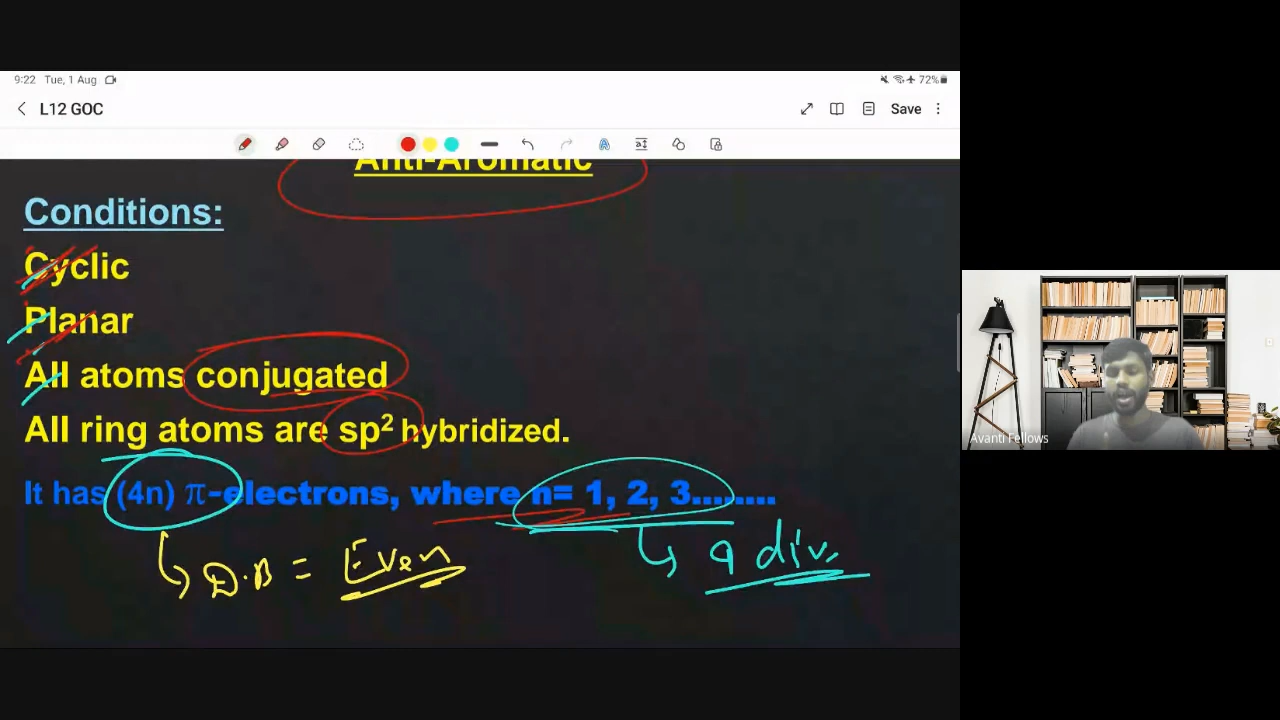 9:22 Tue, 1 Aug 72%
L12 GOC Save
Anti-Aromatic
Conditions:
Cyclic
Planar
All atoms conjugated
All ring atoms are sp² hybridized.
It has (4n) π-electrons, where n= 1, 2, 3........
D.B = Even
div.
Avanti Fellows